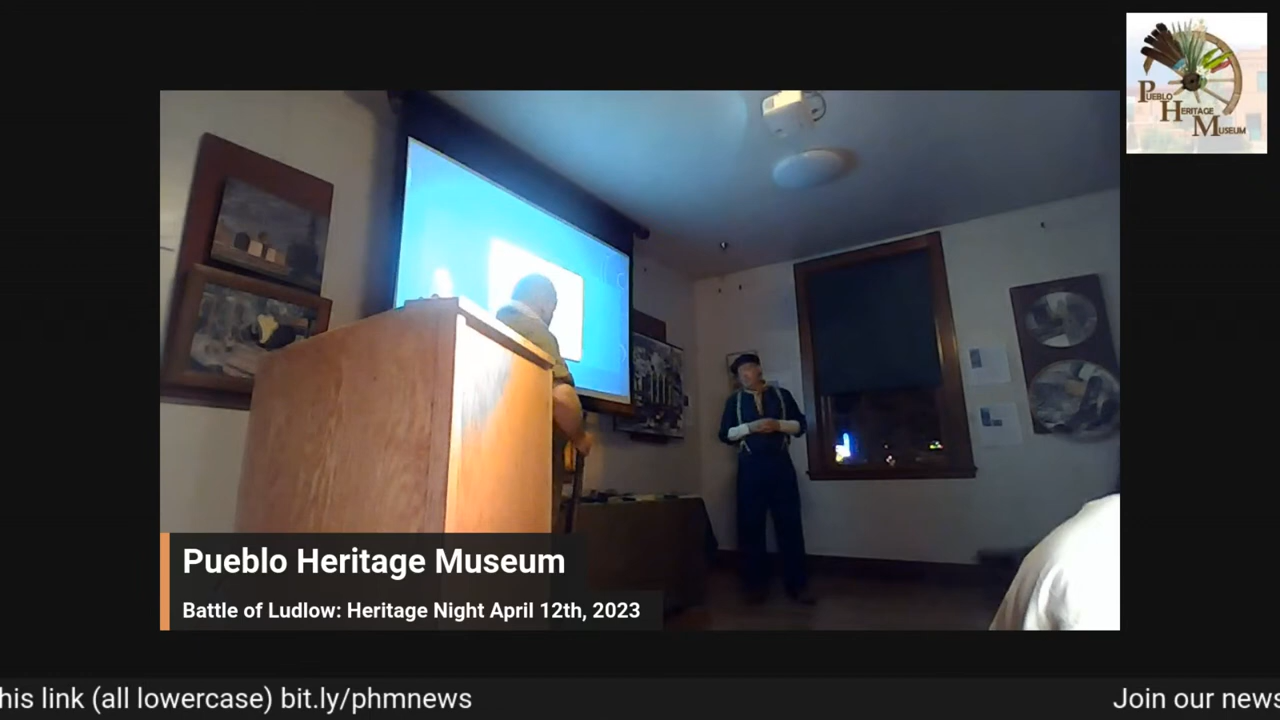 Pueblo
Heritage
Museum
Pueblo Heritage Museum
Battle of Ludlow: Heritage Night April 12th, 2023
his link (all lowercase) bit.ly/phmnews
Join our news